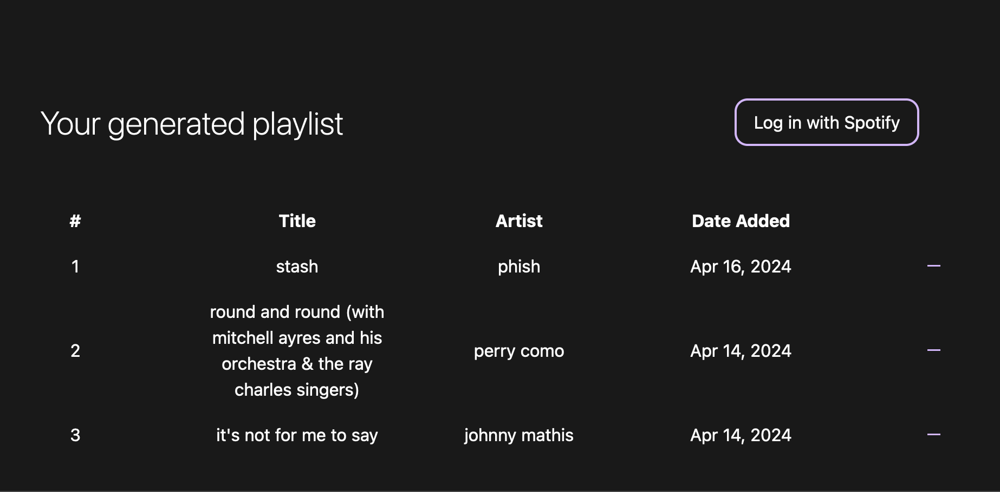 Your generated playlist
Log in with Spotify
# Title Artist Date Added
1 stash phish Apr 16, 2024
round and round (with
mitchell ayres and his
2 orchestra & the ray perry como Apr 14, 2024
charles singers)
3 it's not for me to say johnny mathis Apr 14, 2024